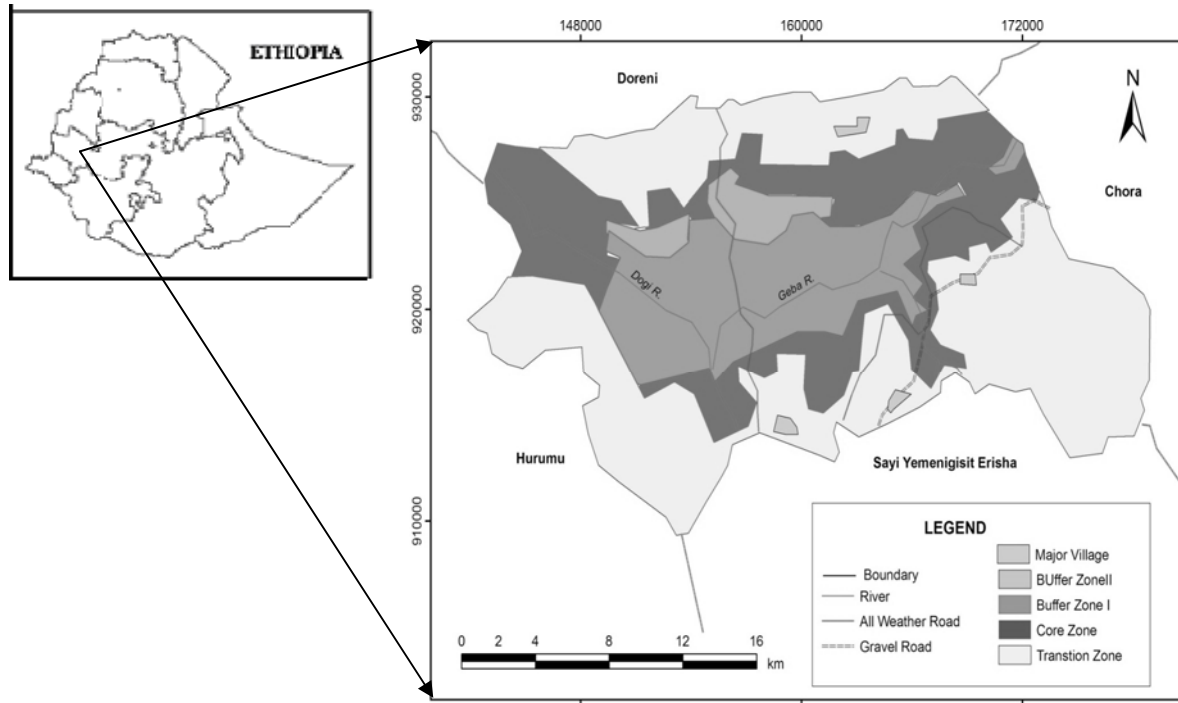 ETHIOPIA
148000 160000 172000
930000
920000
910000
N
Doreni
Chora
Dogi R.
Geba R.
Hurumu
Sayi Yemenigisit Erisha
LEGEND
Boundary
River
All Weather Road
Gravel Road
Major Village
BUffer ZoneII
Buffer Zone I
Core Zone
Transtion Zone
0 2 4 8 12 16
km